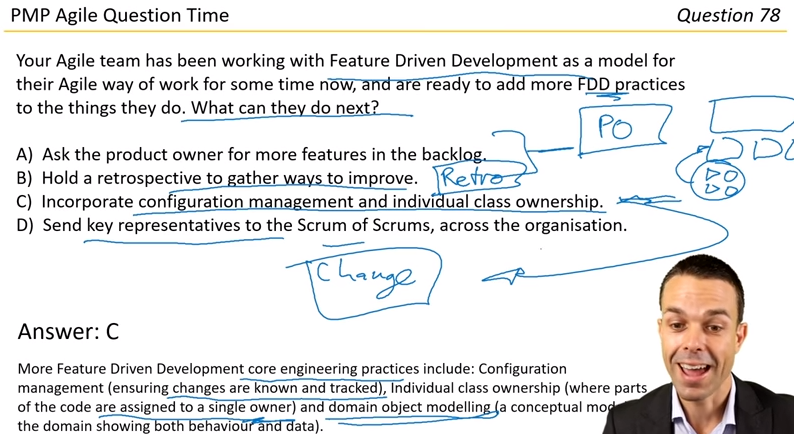 PMP Agile Question Time
Question 78
Your Agile team has been working with Feature Driven Development as a model for
their Agile way of work for some time now, and are ready to add more FDD practices
to the things they do. What can they do next?
PO
A) Ask the product owner for more features in the backlog.
B) Hold a retrospective to gather ways to improve.
Retro
C) Incorporate configuration management and individual class ownership.
D) Send key representatives to the Scrum of Scrums, across the organisation.
Change
Answer: C
More Feature Driven Development core engineering practices include: Configuration
management (ensuring changes are known and tracked), Individual class ownership (where parts
of the code are assigned to a single owner) and domain object modelling (a conceptual
the domain showing both behaviour and data).